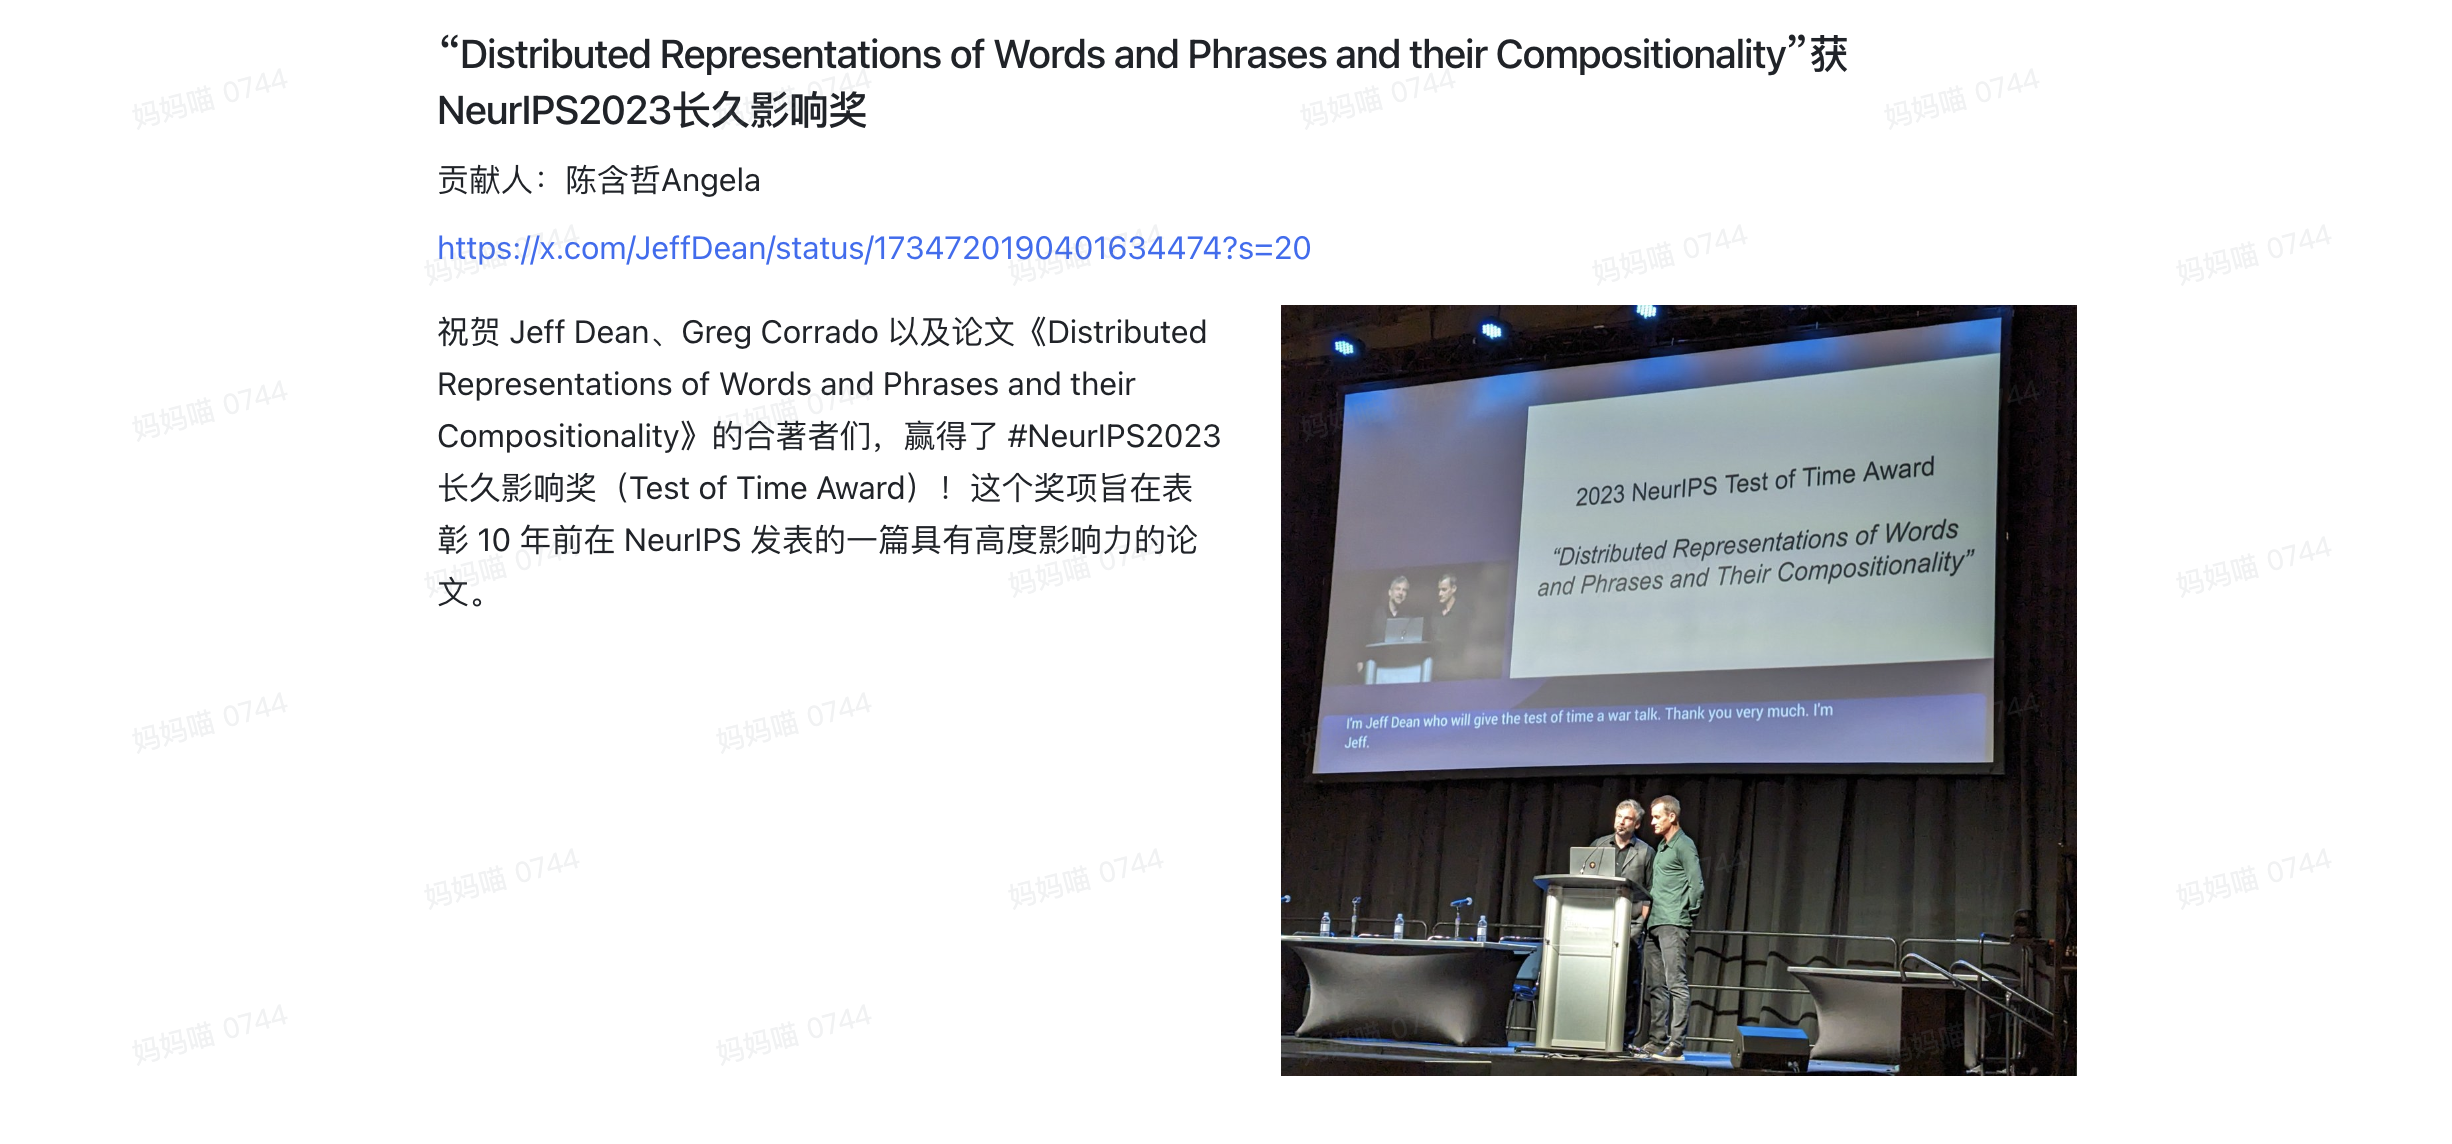 “Distributed Representations of Words and Phrases and their Compositionality”获
NeurIPS2023长久影响奖
贡献人：陈含哲Angela
https://x.com/JeffDean/status/1734720190401634474?s=20
祝贺 Jeff Dean、Greg Corrado 以及论文《Distributed
Representations of Words and Phrases and their
Compositionality》的合著者们，赢得了 #NeurIPS2023
长久影响奖（Test of Time Award）！这个奖项旨在表
彰 10 年前在 NeurIPS 发表的一篇具有高度影响力的论
文。
2023 NeurIPS Test of Time Award
“Distributed Representations of Words
and Phrases and Their Compositionality”
I'm Jeff Dean who will give the test of time a war talk. Thank you very much. I'm
Jeff.
妈妈喵 0744